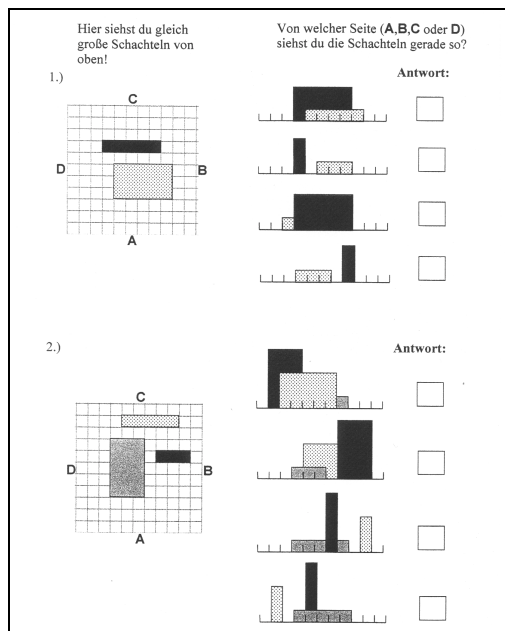 Hier siehst du gleich
große Schachteln von
oben!
Von welcher Seite (A,B,C oder D)
siehst du die Schachteln gerade so?
1.)
Antwort:
C
D
B
A
2.)
Antwort:
C
D
B
A